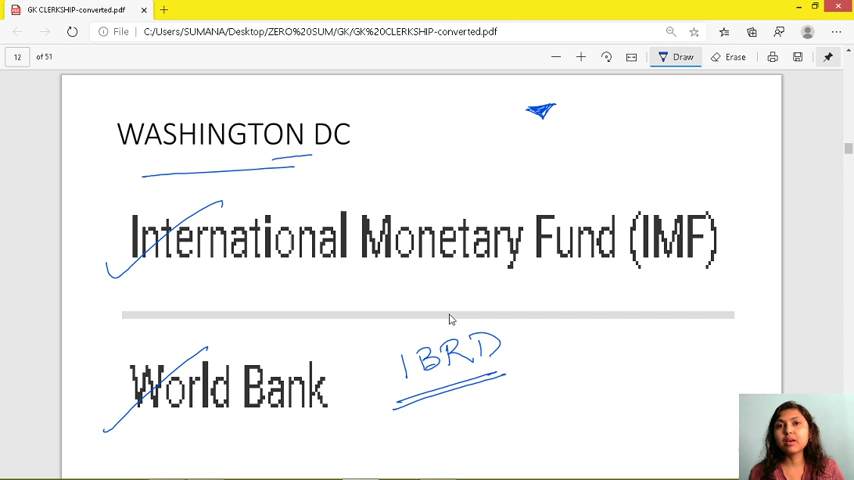 GK CLERKSHIP-converted.pdf
File C:/Users/SUMANA/Desktop/ZERO%20SUM/GK/GK%20CLERKSHIP-converted.pdf
12 of 51 Draw Erase
WASHINGTON DC
International Monetary Fund (IMF)
IBRD
World Bank